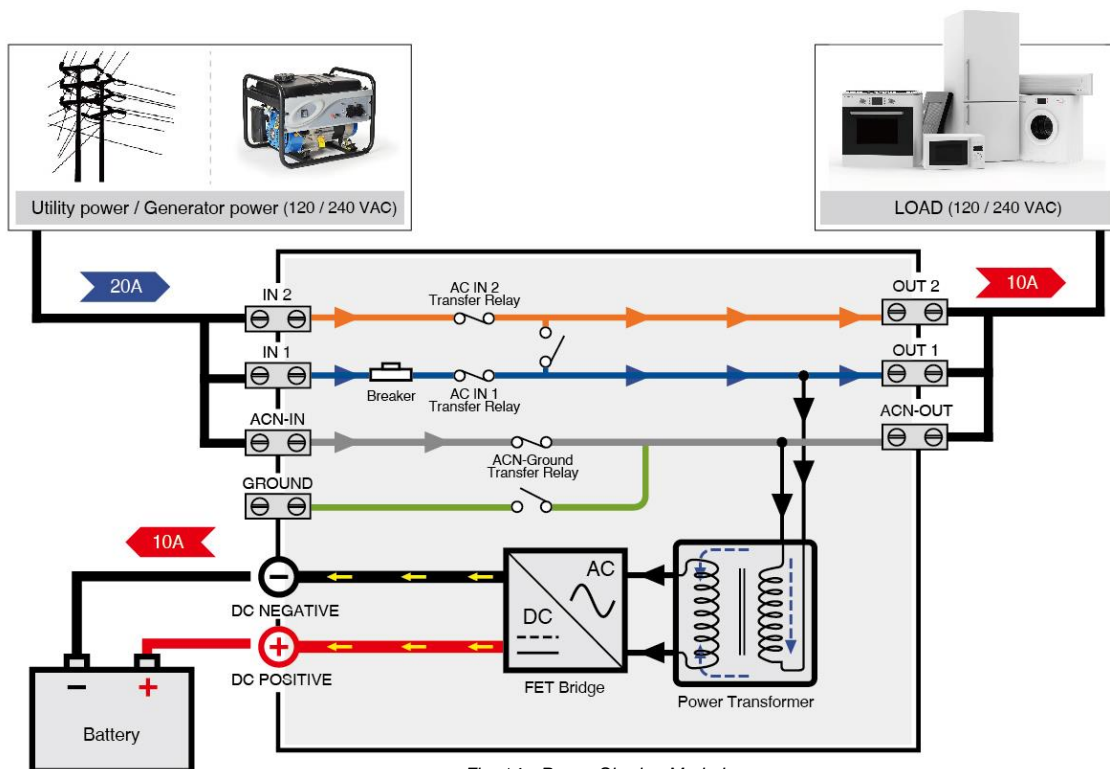 Utility power / Generator power (120 / 240 VAC)
LOAD (120 / 240 VAC)
20A
10A
IN 2
AC IN 2
Transfer Relay
OUT 2
IN 1
Breaker
AC IN 1
Transfer Relay
OUT 1
ACN-IN
ACN-Ground
Transfer Relay
ACN-OUT
GROUND
10A
−
DC NEGATIVE
+
DC POSITIVE
AC
DC
FET Bridge
Power Transformer
− +
Battery